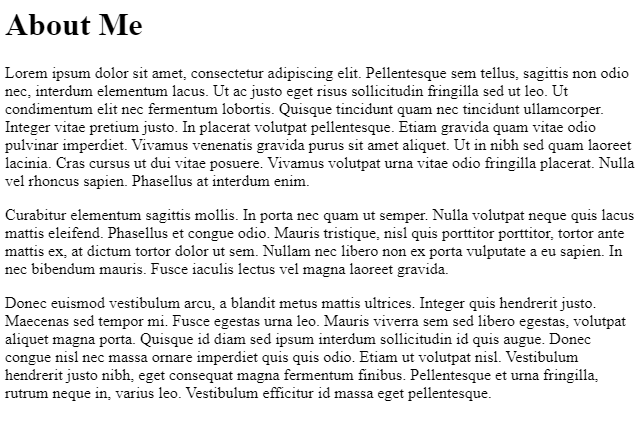 About Me
Lorem ipsum dolor sit amet, consectetur adipiscing elit. Pellentesque sem tellus, sagittis non odio
nec, interdum elementum lacus. Ut ac justo eget risus sollicitudin fringilla sed ut leo. Ut
condimentum elit nec fermentum lobortis. Quisque tincidunt quam nec tincidunt ullamcorper.
Integer vitae pretium justo. In placerat volutpat pellentesque. Etiam gravida quam vitae odio
pulvinar imperdiet. Vivamus venenatis gravida purus sit amet aliquet. Ut in nibh sed quam laoreet
lacinia. Cras cursus ut dui vitae posuere. Vivamus volutpat urna vitae odio fringilla placerat. Nulla
vel rhoncus sapien. Phasellus at interdum enim.
Curabitur elementum sagittis mollis. In porta nec quam ut semper. Nulla volutpat neque quis lacus
mattis eleifend. Phasellus et congue odio. Mauris tristique, nisl quis porttitor porttitor, tortor ante
mattis ex, at dictum tortor dolor ut sem. Nullam nec libero non ex porta vulputate a eu sapien. In
nec bibendum mauris. Fusce iaculis lectus vel magna laoreet gravida.
Donec euismod vestibulum arcu, a blandit metus mattis ultrices. Integer quis hendrerit justo.
Maecenas sed tempor mi. Fusce egestas urna leo. Mauris viverra sem sed libero egestas, volutpat
aliquet magna porta. Quisque id diam sed ipsum interdum sollicitudin id quis augue. Donec
congue nisl nec massa ornare imperdiet quis quis odio. Etiam ut volutpat nisl. Vestibulum
hendrerit justo nibh, eget consequat magna fermentum finibus. Pellentesque et urna fringilla,
rutrum neque in, varius leo. Vestibulum efficitur id massa eget pellentesque.